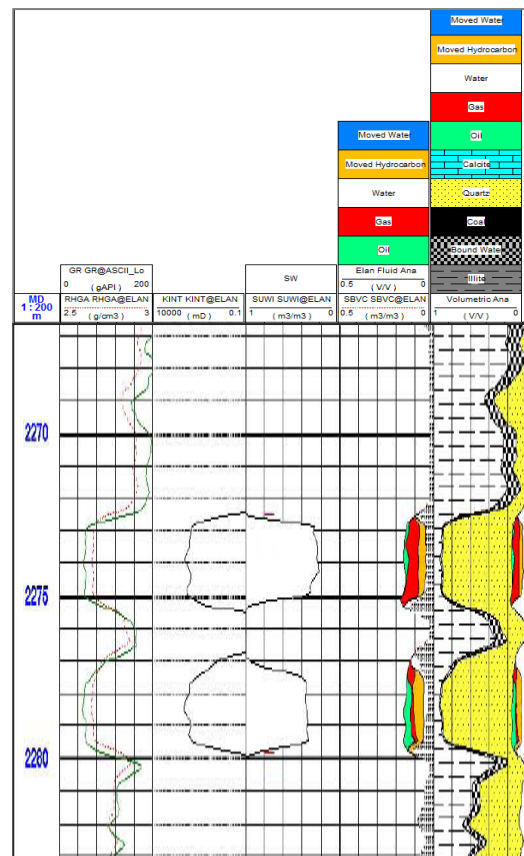 Moved Water
Moved Hydrocarbon
Water
Gas
Moved Water
Oil
Moved Hydrocarbon
Calcite
Water
Quartz
Gas
Coal
Oil
Bound Water
GR GR@ASCII_Lo
0 (gAPI) 200
SW
Elan Fluid Ana
0.5 (V/V) 0
Illite
MD
1 : 200
m
RHGA RHGA@ELAN
2.5 (g/cm3) 3
KINT KINT@ELAN
10000 (mD) 0.1
SUWI SUWI@ELAN
1 (m3/m3) 0
SBVC SBVC@ELAN
0.5 (m3/m3) 0
Volumetric Ana
1 (V/V) 0
2270
2275
2280